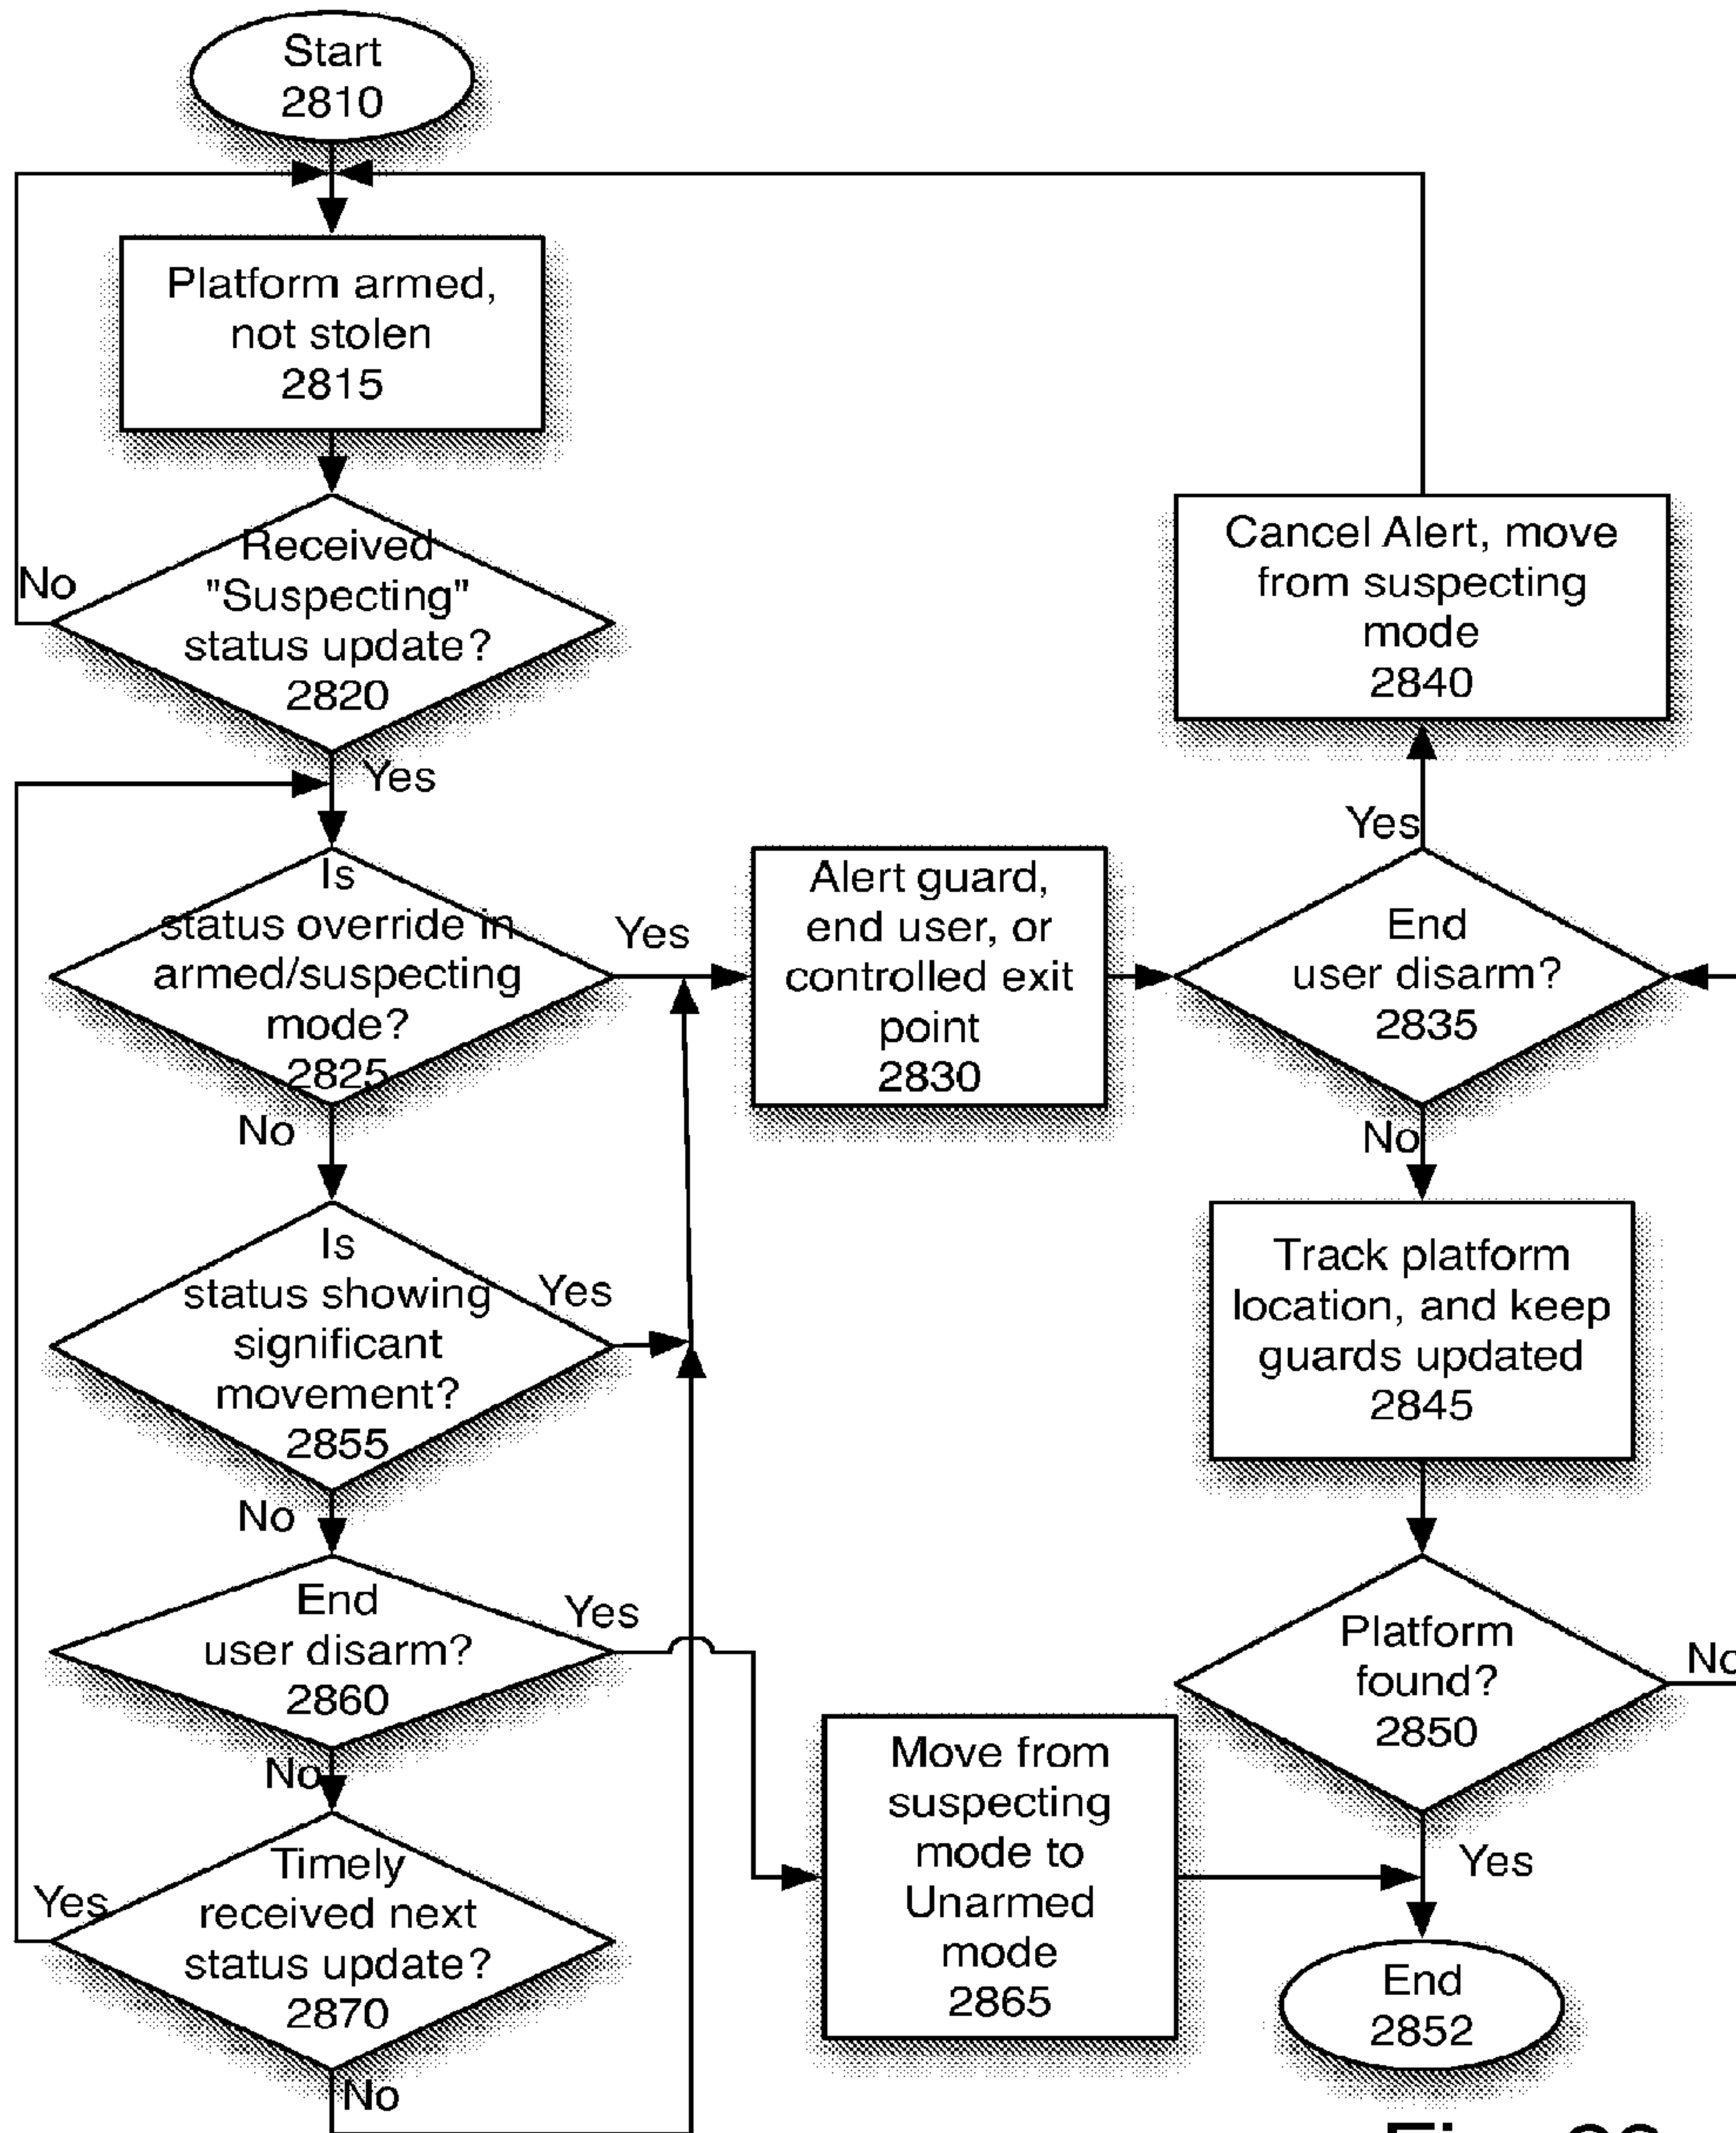 Start
2810
Platform armed,
not stolen
2815
Received
"Suspecting"
status update?
2820
No
Yes
Is
status override in
armed/suspecting
mode?
2825
Yes
No
Alert guard,
end user, or
controlled exit
point
2830
End
user disarm?
2835
Yes
No
Cancel Alert, move
from suspecting
mode
2840
Track platform
location, and keep
guards updated
2845
Platform
found?
2850
No
Yes
End
2852
Is
status showing
significant
movement?
2855
Yes
No
End
user disarm?
2860
Yes
No
Move from
suspecting
mode to
Unarmed
mode
2865
Timely
received next
status update?
2870
Yes
No